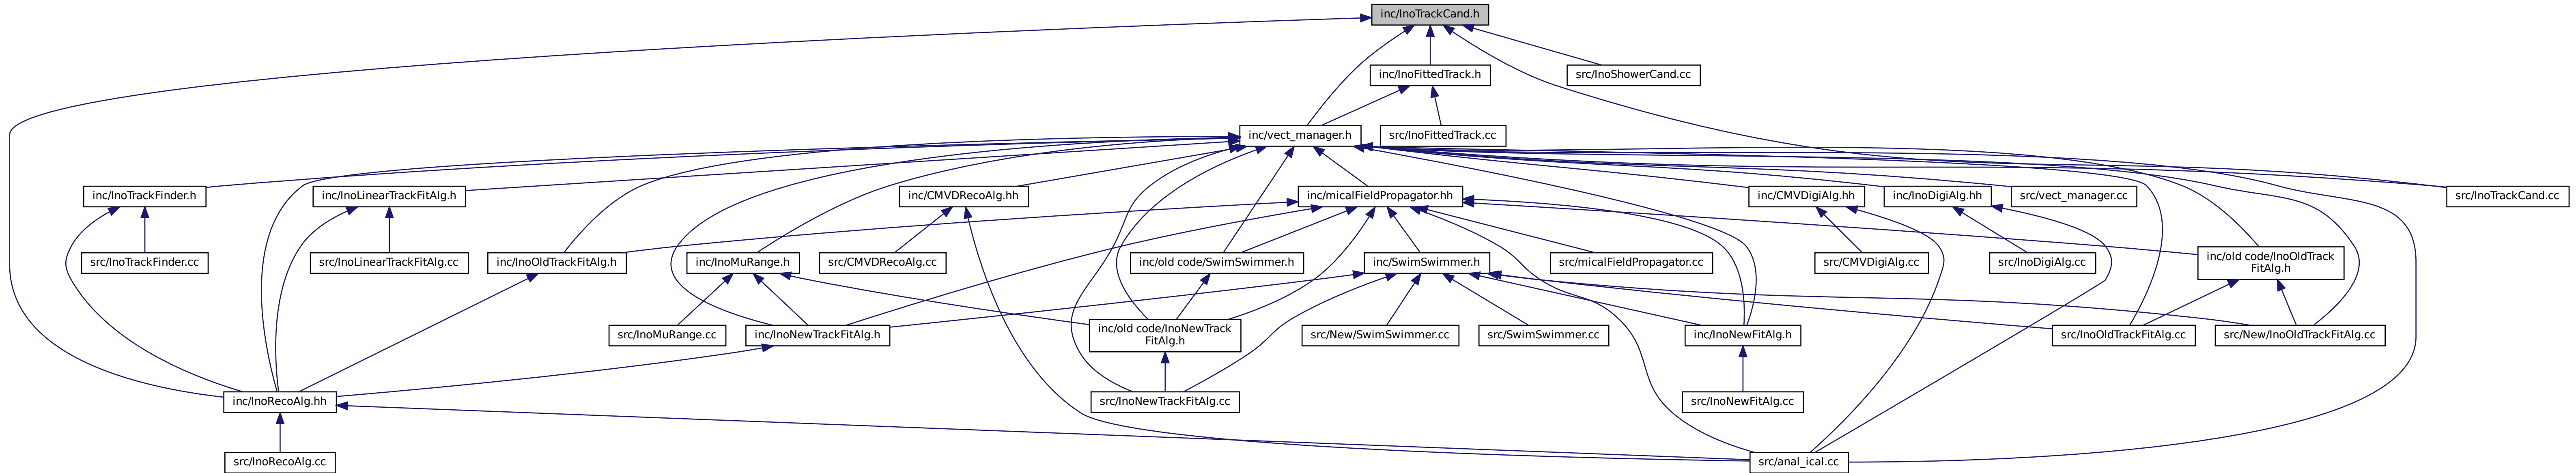 inc/InoTrackCand.h
inc/InoFittedTrack.h
src/InoShowerCand.cc
inc/vect_manager.h
src/InoFittedTrack.cc
inc/InoTrackFinder.h
inc/InoLinearTrackFitAlg.h
inc/CMVDRecoAlg.hh
inc/micalFieldPropagator.hh
inc/CMVDigiAlg.hh
inc/InoDigiAlg.hh
src/vect_manager.cc
src/InoTrackCand.cc
src/InoTrackFinder.cc
src/InoLinearTrackFitAlg.cc
inc/InoOldTrackFitAlg.h
inc/InoMuRange.h
src/CMVDRecoAlg.cc
inc/old code/SwimSwimmer.h
inc/SwimSwimmer.h
src/micalFieldPropagator.cc
src/CMVDigiAlg.cc
src/InoDigiAlg.cc
inc/old code/InoOldTrack
FitAlg.h
src/InoMuRange.cc
inc/InoNewTrackFitAlg.h
inc/old code/InoNewTrack
FitAlg.h
src/New/SwimSwimmer.cc
src/SwimSwimmer.cc
inc/InoNewFitAlg.h
src/InoOldTrackFitAlg.cc
src/New/InoOldTrackFitAlg.cc
inc/InoRecoAlg.hh
src/InoNewTrackFitAlg.cc
src/InoNewFitAlg.cc
src/InoRecoAlg.cc
src/anal_ical.cc